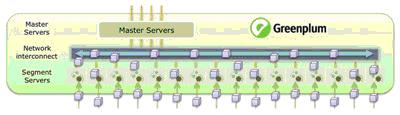 Master
Servers
Master Servers
Greenplum
Network
interconnect
Segment
Servers